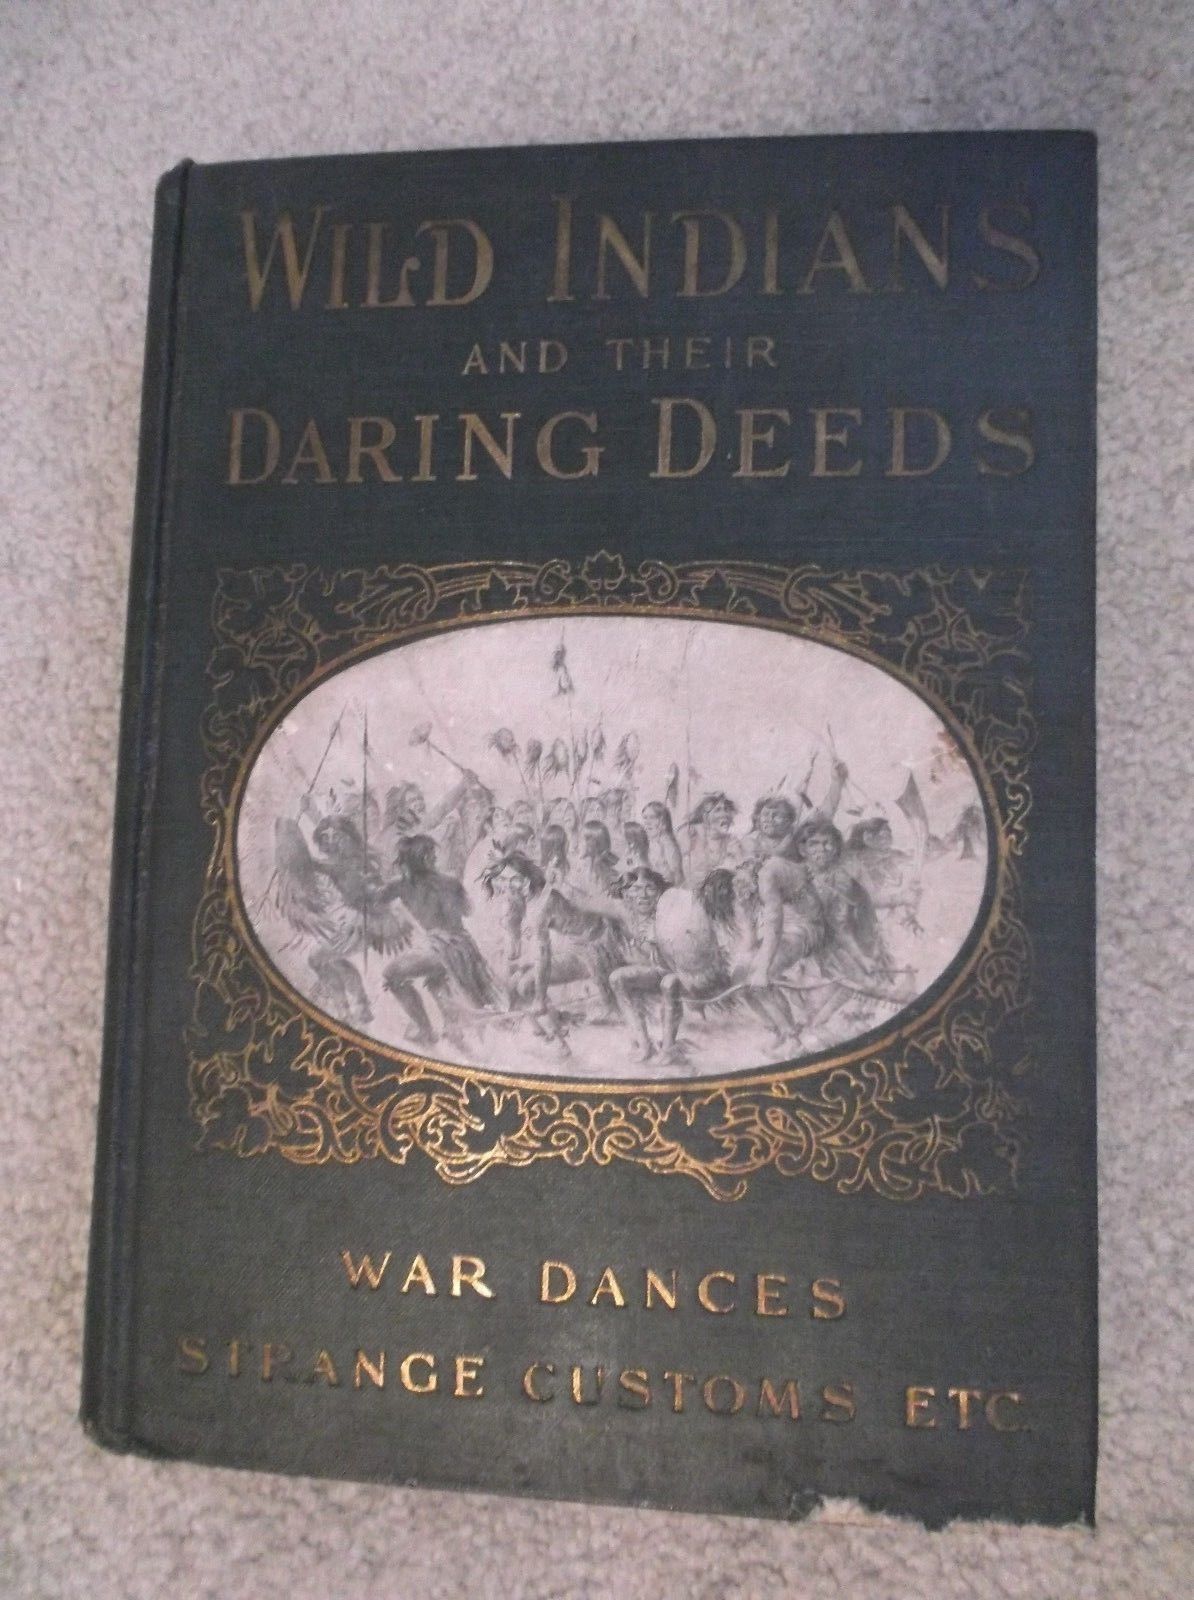 WILD INDIANS
AND THEIR
DARING DEEDS
WAR DANCES
STRANGE CUSTOMS ETC.